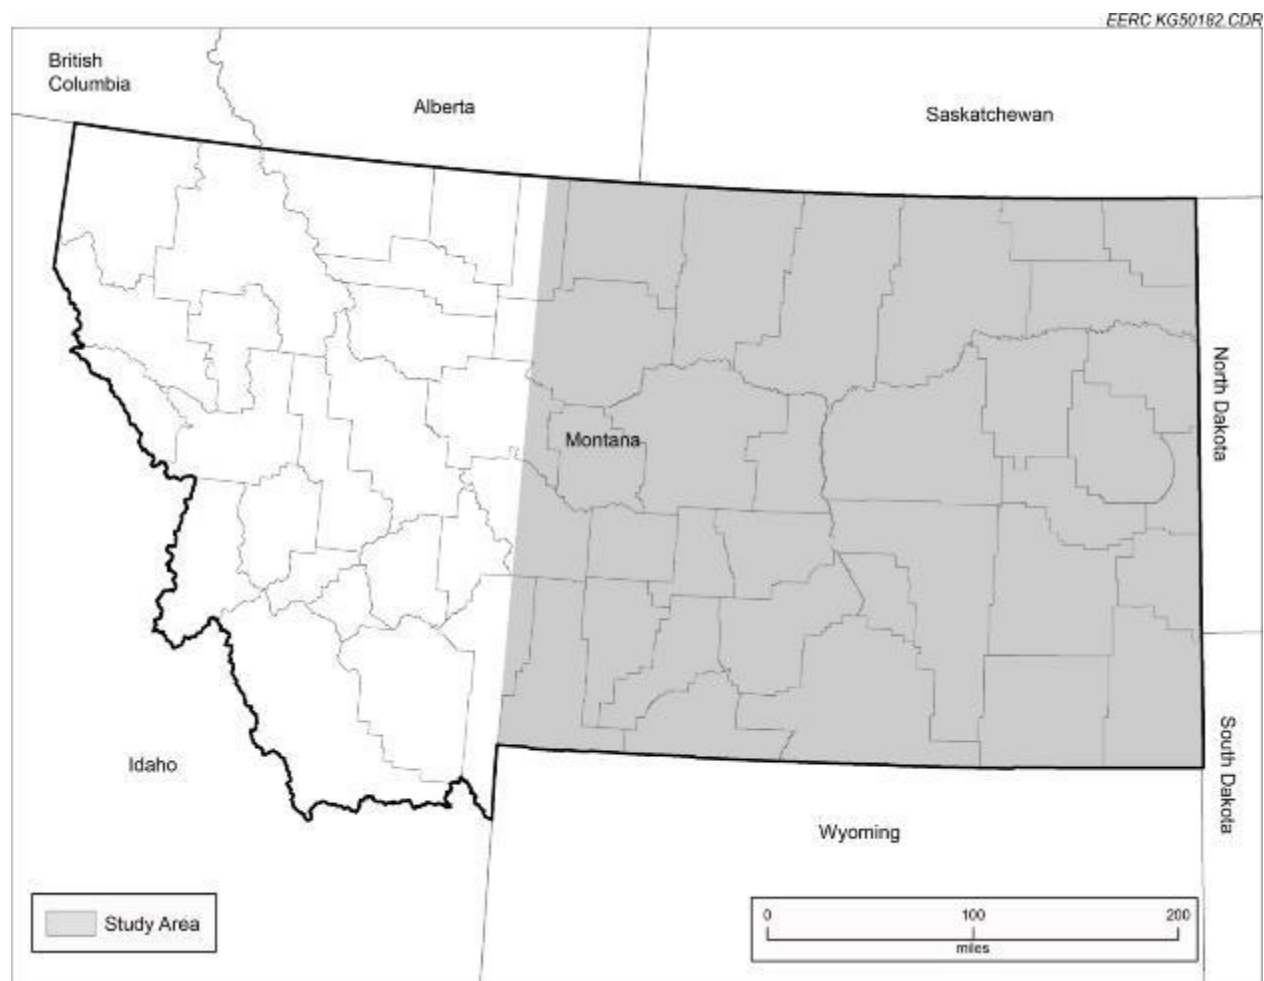 EERC KG50182.CDR
British
Columbia
Alberta
Saskatchewan
North Dakota
Montana
South Dakota
Idaho
Wyoming
Study Area
0 100 200
miles